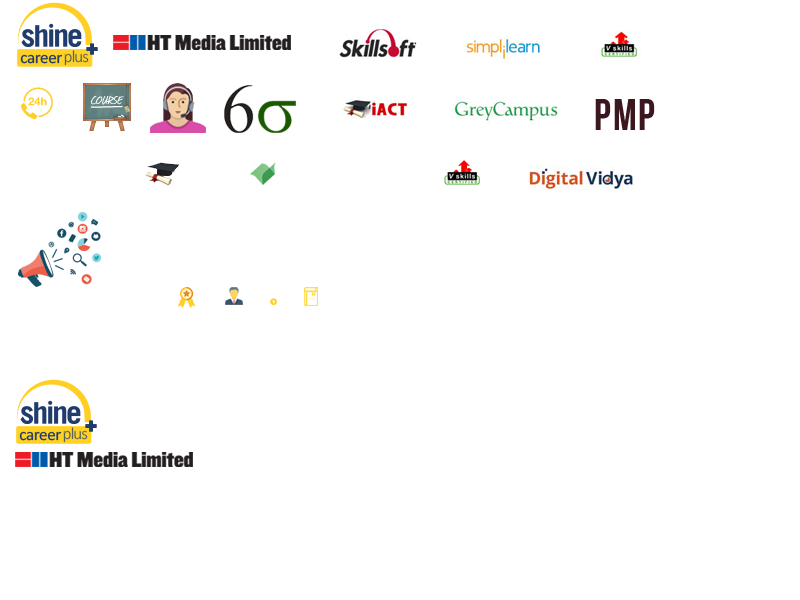 shine
career plus
HT Media Limited
Skillsoft
simplilearn
V skills
CERTIFIED
24h
COURSE
6σ
iACT
GreyCampus
PMP
V skills
CERTIFIED
Digital Vidya
shine
career plus
HT Media Limited